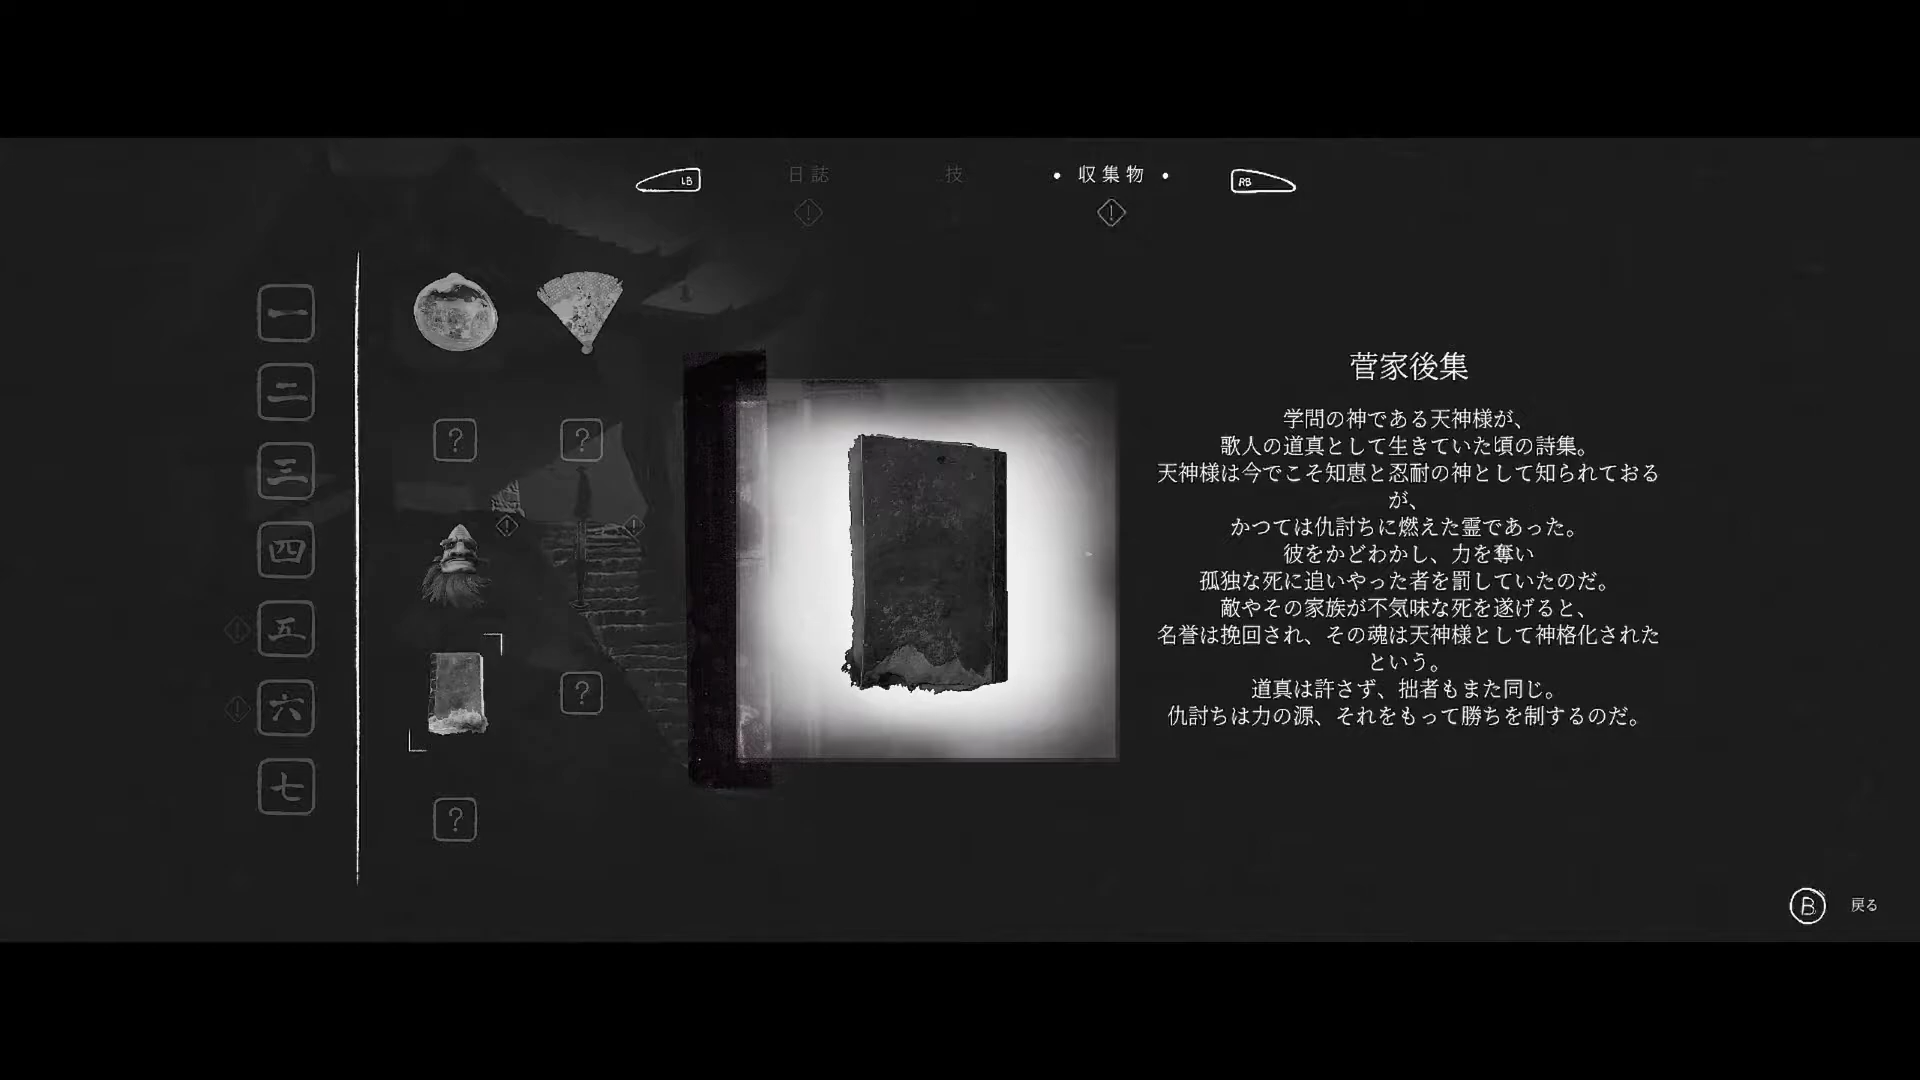 LB
日誌
技
・収集物・
RB
一
二
三
四
五
六
七
菅家後集
学問の神である天神様が、
歌人の道真として生きていた頃の詩集。
天神様は今でこそ知恵と忍耐の神として知られておる
が、
かつては仇討ちに燃えた霊であった。
彼をかどわかし、力を奪い
孤独な死に追いやった者を罰していたのだ。
敵やその家族が不気味な死を遂げると、
名誉は挽回され、その魂は天神様として神格化された
という。
道真は許さず、拙者もまた同じ。
仇討ちは力の源、それをもって勝ちを制するのだ。
B 戻る